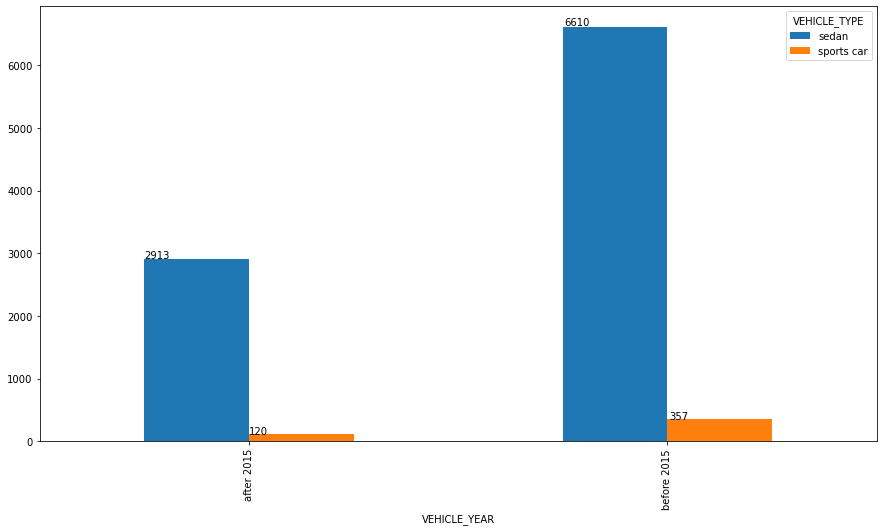 VEHICLE_TYPE
sedan
sports car
6610
6000
5000
4000
3000
2913
2000
1000
357
120
0
after 2015
before 2015
VEHICLE_YEAR